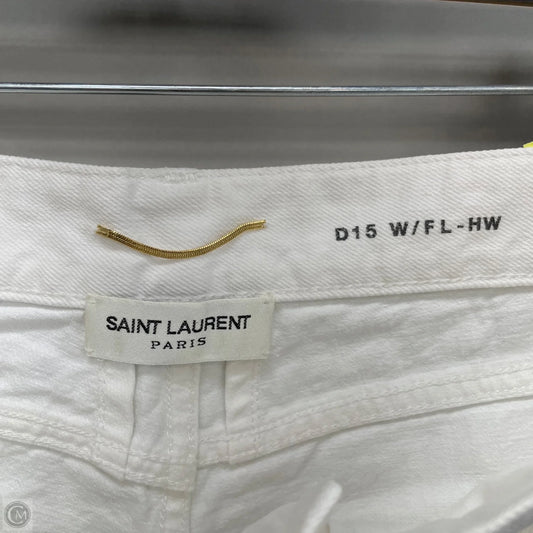 D15 W/FL-HW
SAINT LAURENT
PARIS